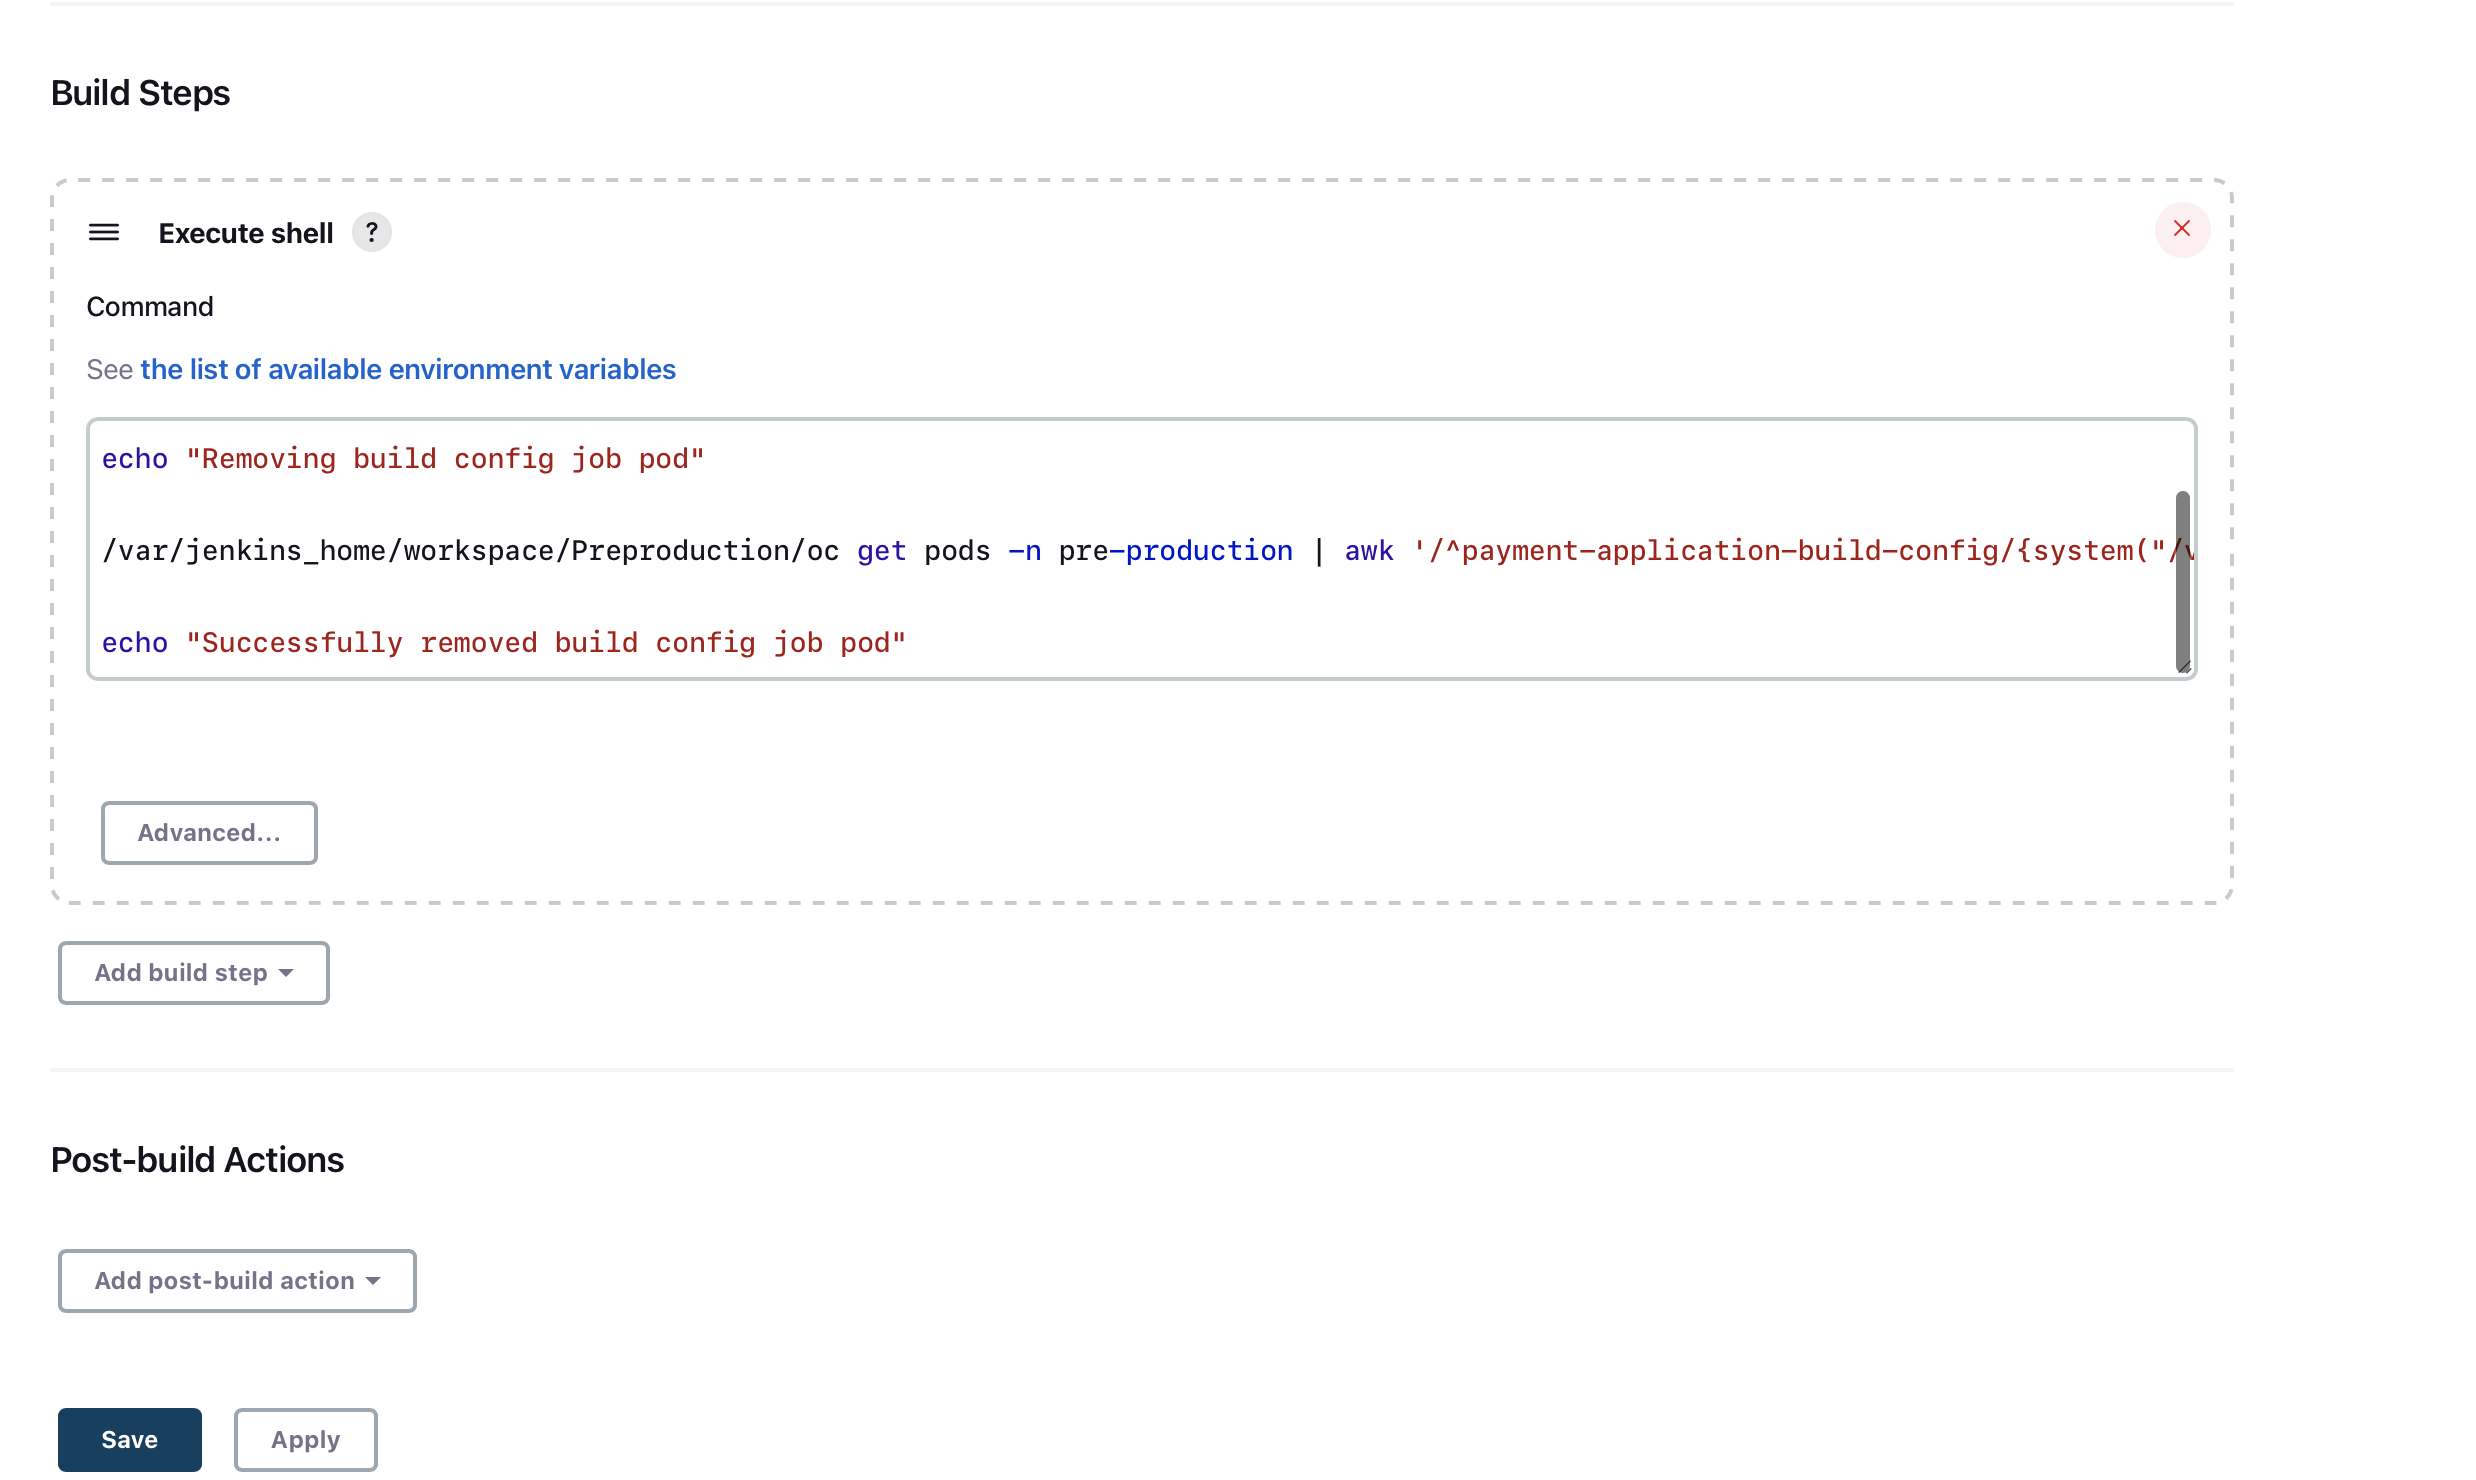 Build Steps
Execute shell ?
Command
See the list of available environment variables
echo "Removing build config job pod"
/var/jenkins_home/workspace/Preproduction/oc get pods -n pre-production | awk '/^payment-application-build-config/{system("/v
echo "Successfully removed build config job pod"
Advanced...
Add build step
Post-build Actions
Add post-build action
Save Apply